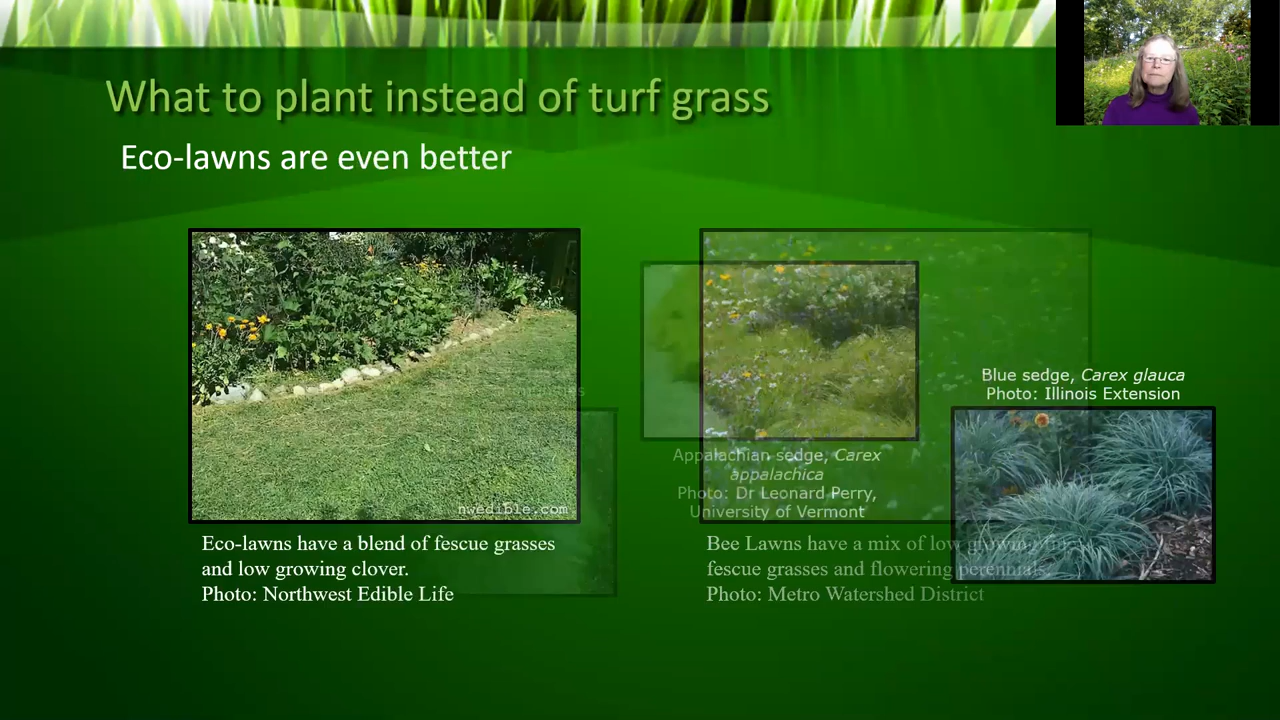 What to plant instead of turf grass
Eco-lawns are even better
nwedible.com
Eco-lawns have a blend of fescue grasses
and low growing clover.
Photo: Northwest Edible Life
Appalachian sedge, Carex
appalachica
Photo: Dr Leonard Perry,
University of Vermont
Bee Lawns have a mix of low growing
fescue grasses and flowering perennials.
Photo: Metro Watershed District
Blue sedge, Carex glauca
Photo: Illinois Extension